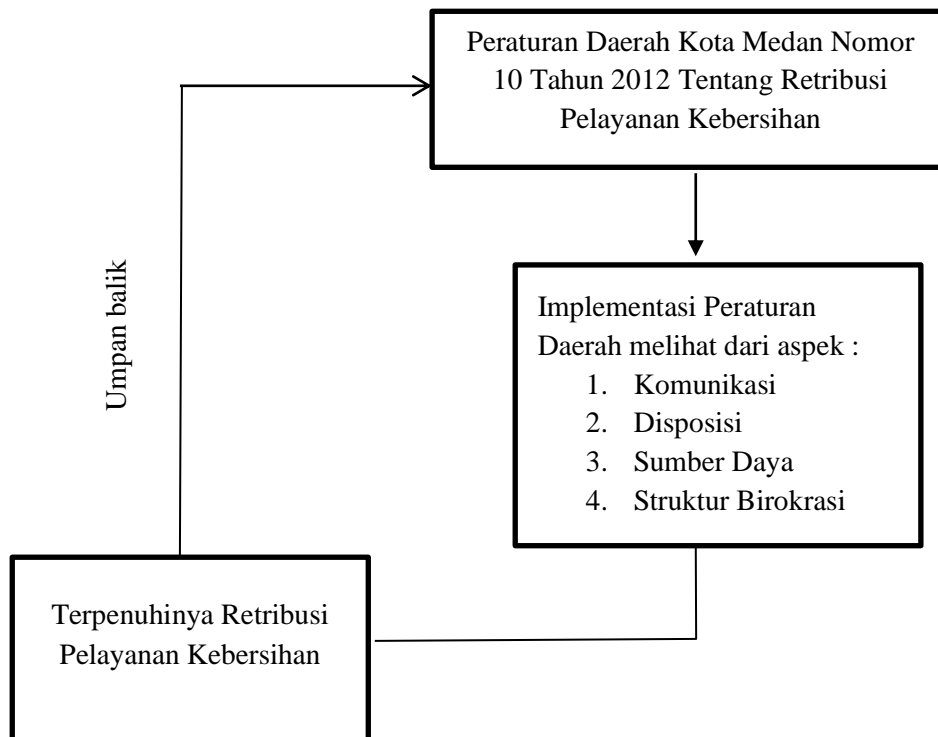 Peraturan Daerah Kota Medan Nomor
10 Tahun 2012 Tentang Retribusi
Pelayanan Kebersihan
Umpan balik
Implementasi Peraturan
Daerah melihat dari aspek :
1. Komunikasi
2. Disposisi
3. Sumber Daya
4. Struktur Birokrasi
Terpenuhinya Retribusi
Pelayanan Kebersihan